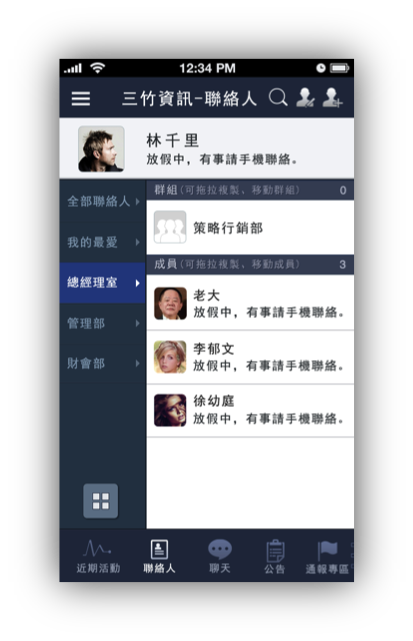 12:34 PM
三竹資訊-聯絡人
林千里
放假中，有事請手機聯絡。
全部聯絡人
我的最愛
總經理室
管理部
財會部
群組(可拖拉複製、移動群組) 0
策略行銷部
成員(可拖拉複製、移動成員) 3
老大
放假中，有事請手機聯絡。
李郁文
放假中，有事請手機聯絡。
徐幼庭
放假中，有事請手機聯絡。
近期活動 聯絡人 聊天 公告 通報專區